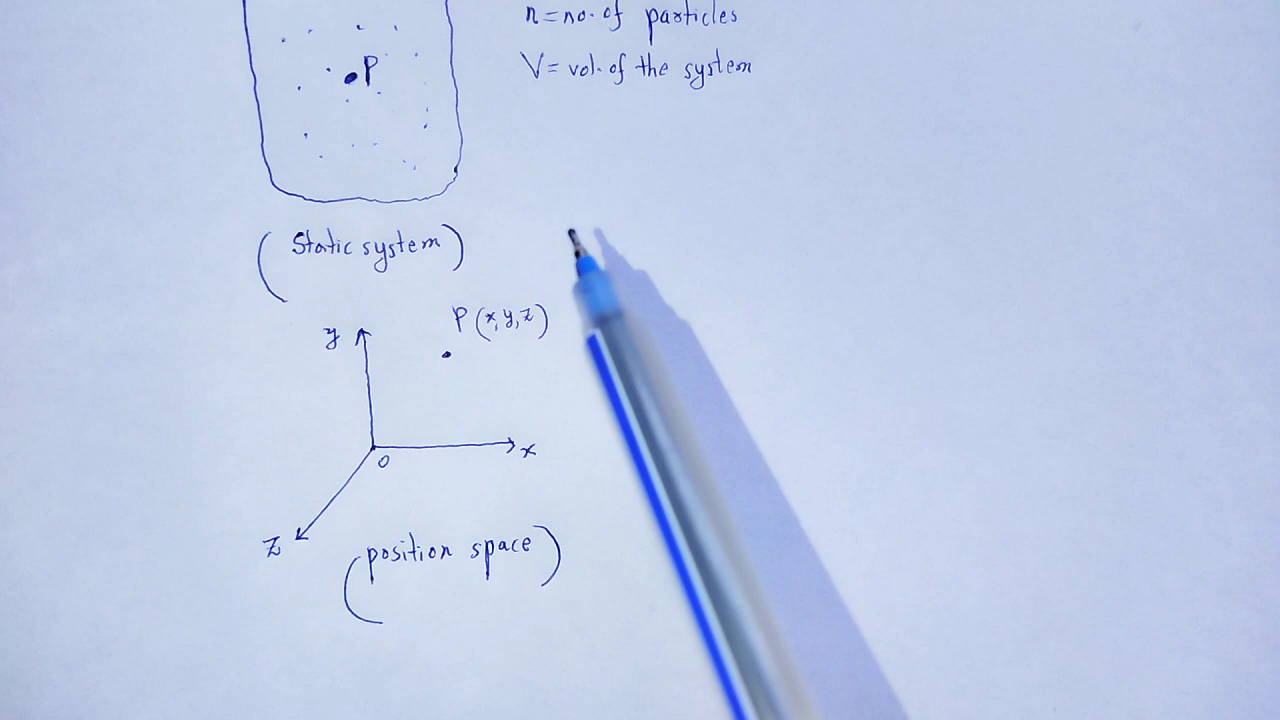 n=no. of particles
V= vol. of the system
P
(Static system)
P (x,y,z)
y
x
o
z
(position space)